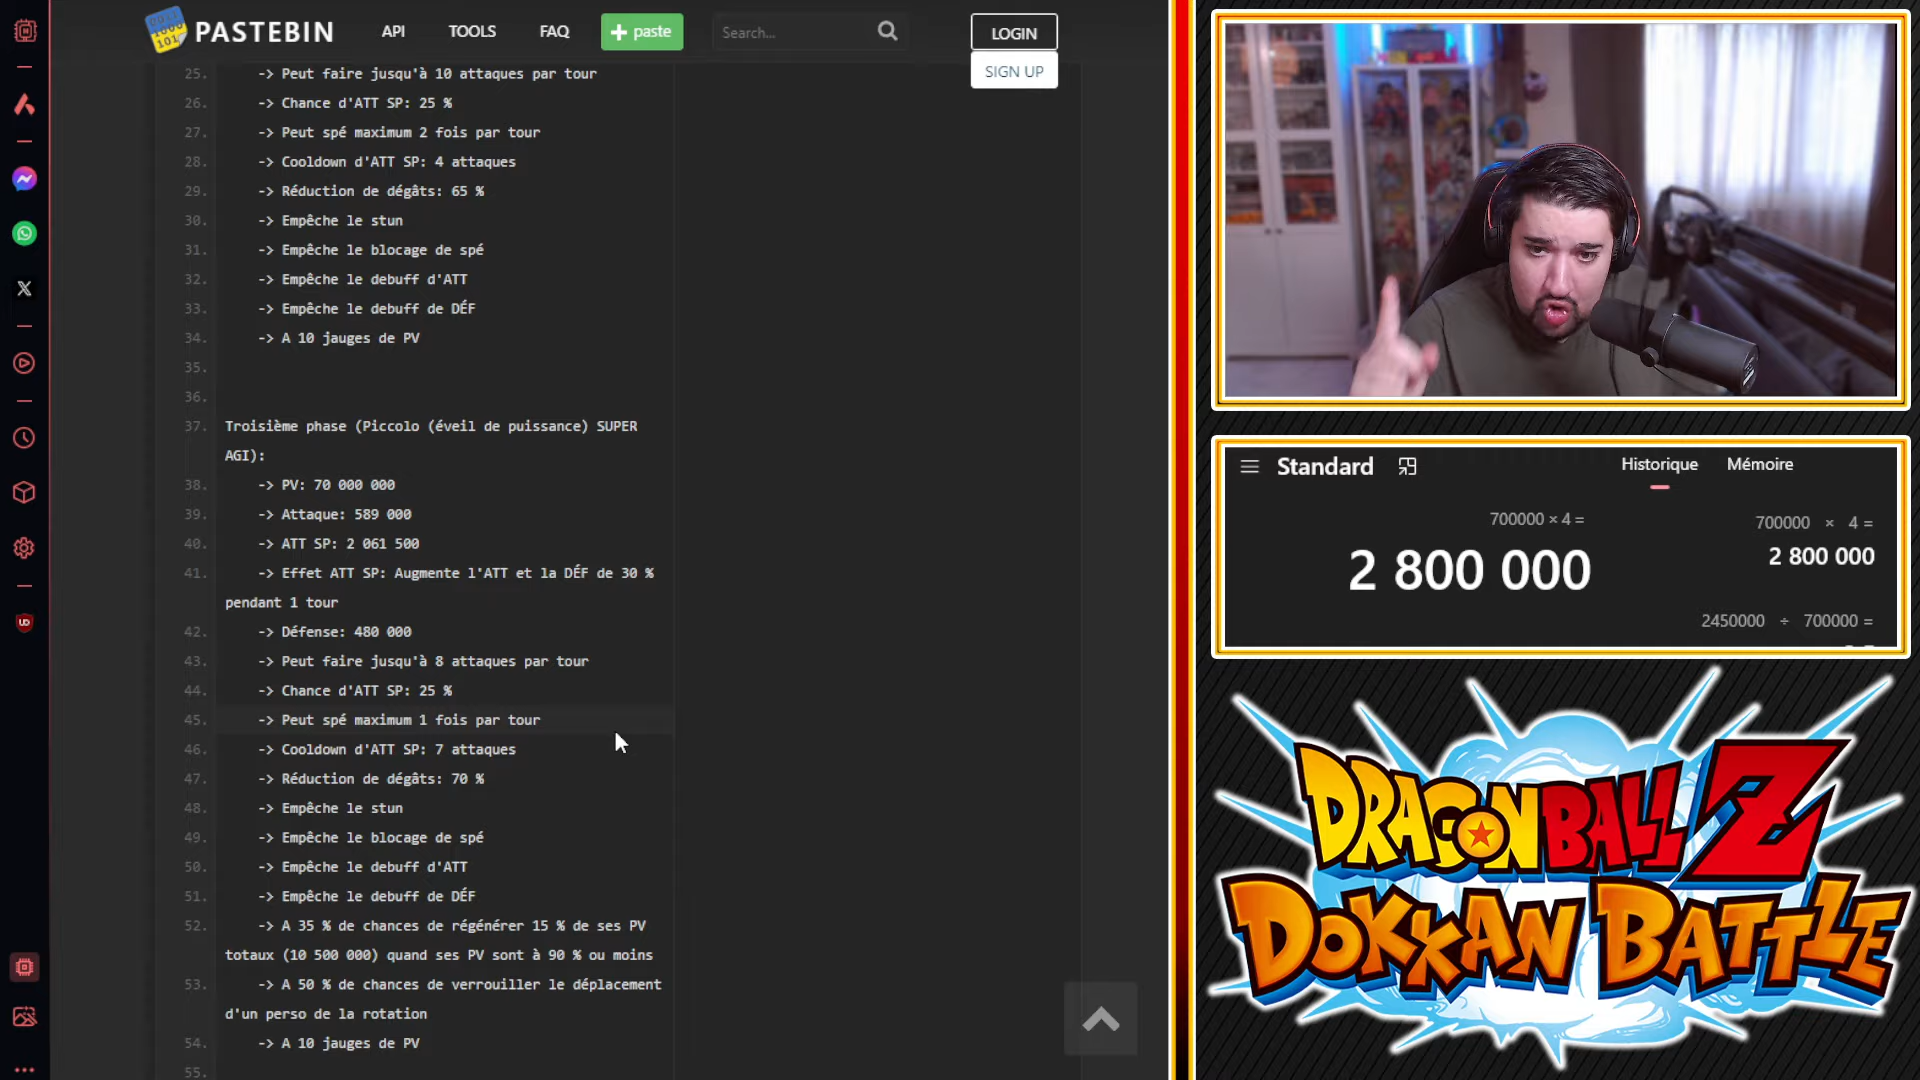 PASTEBIN
API
TOOLS
FAQ
+ paste
Search...
LOGIN
SIGN UP
25. -> Peut faire jusqu'à 10 attaques par tour
26. -> Chance d'ATT SP: 25 %
27. -> Peut spé maximum 2 fois par tour
28. -> Cooldown d'ATT SP: 4 attaques
29. -> Réduction de dégâts: 65 %
30. -> Empêche le stun
31. -> Empêche le blocage de spé
32. -> Empêche le debuff d'ATT
33. -> Empêche le debuff de DÉF
34. -> A 10 jauges de PV
35.
36.
37. Troisième phase (Piccolo (éveil de puissance) SUPER
AGI):
38. -> PV: 70 000 000
39. -> Attaque: 589 000
40. -> ATT SP: 2 061 500
41. -> Effet ATT SP: Augmente l'ATT et la DÉF de 30 %
pendant 1 tour
42. -> Défense: 480 000
43. -> Peut faire jusqu'à 8 attaques par tour
44. -> Chance d'ATT SP: 25 %
45. -> Peut spé maximum 1 fois par tour
46. -> Cooldown d'ATT SP: 7 attaques
47. -> Réduction de dégâts: 70 %
48. -> Empêche le stun
49. -> Empêche le blocage de spé
50. -> Empêche le debuff d'ATT
51. -> Empêche le debuff de DÉF
52. -> A 35 % de chances de régénérer 15 % de ses PV
totaux (10 500 000) quand ses PV sont à 90 % ou moins
53. -> A 50 % de chances de verrouiller le déplacement
d'un perso de la rotation
54. -> A 10 jauges de PV
55.
Standard
Historique
Mémoire
700000 × 4 =
2 800 000
700000 × 4 =
2 800 000
2450000 ÷ 700000 =
DRAGON BALL Z
DOKKAN BATTLE